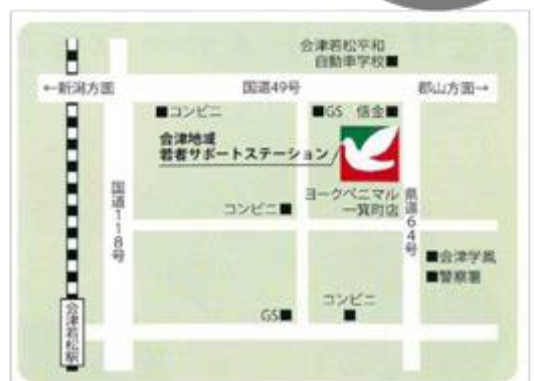 会津若松平和
自動車学校■
←新潟方面
国道49号
郡山方面→
■コンビニ
■GS
信金■
会津地域
若者サポートステーション
国道118号
コンビニ■
ヨークベニマル
一箕町店
県道64号
■会津学鳳
■警察署
会津若松駅
GS■
コンビニ
■